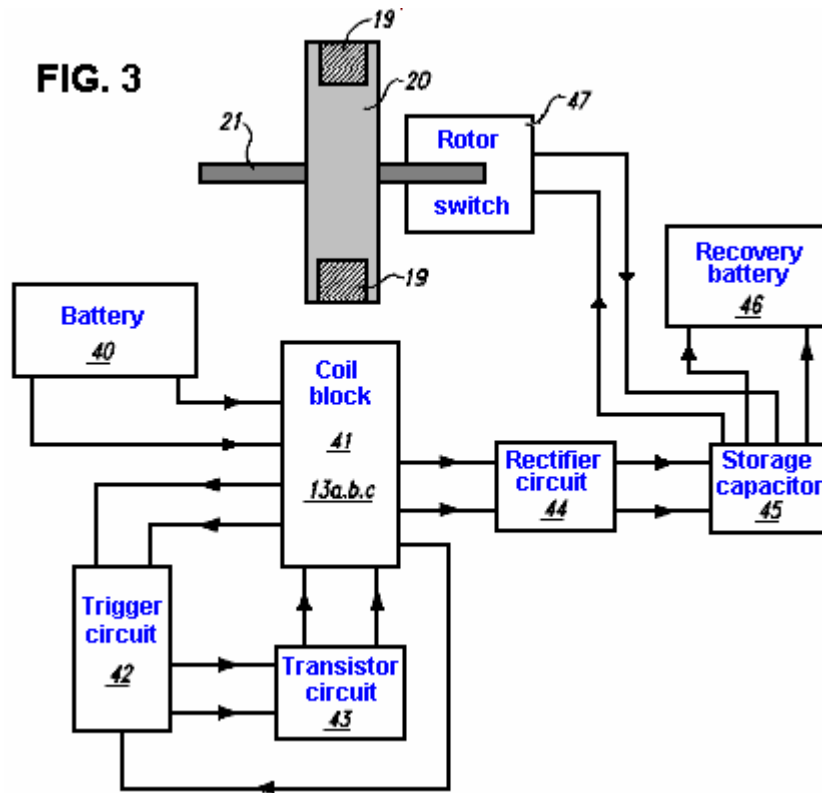 19
FIG. 3
20
47
21
Rotor
switch
19
Recovery
battery
46
Battery
40
Coil
block
41
13a.b.c
Rectifier
circuit
44
Storage
capacitor
45
Trigger
circuit
42
Transistor
circuit
43